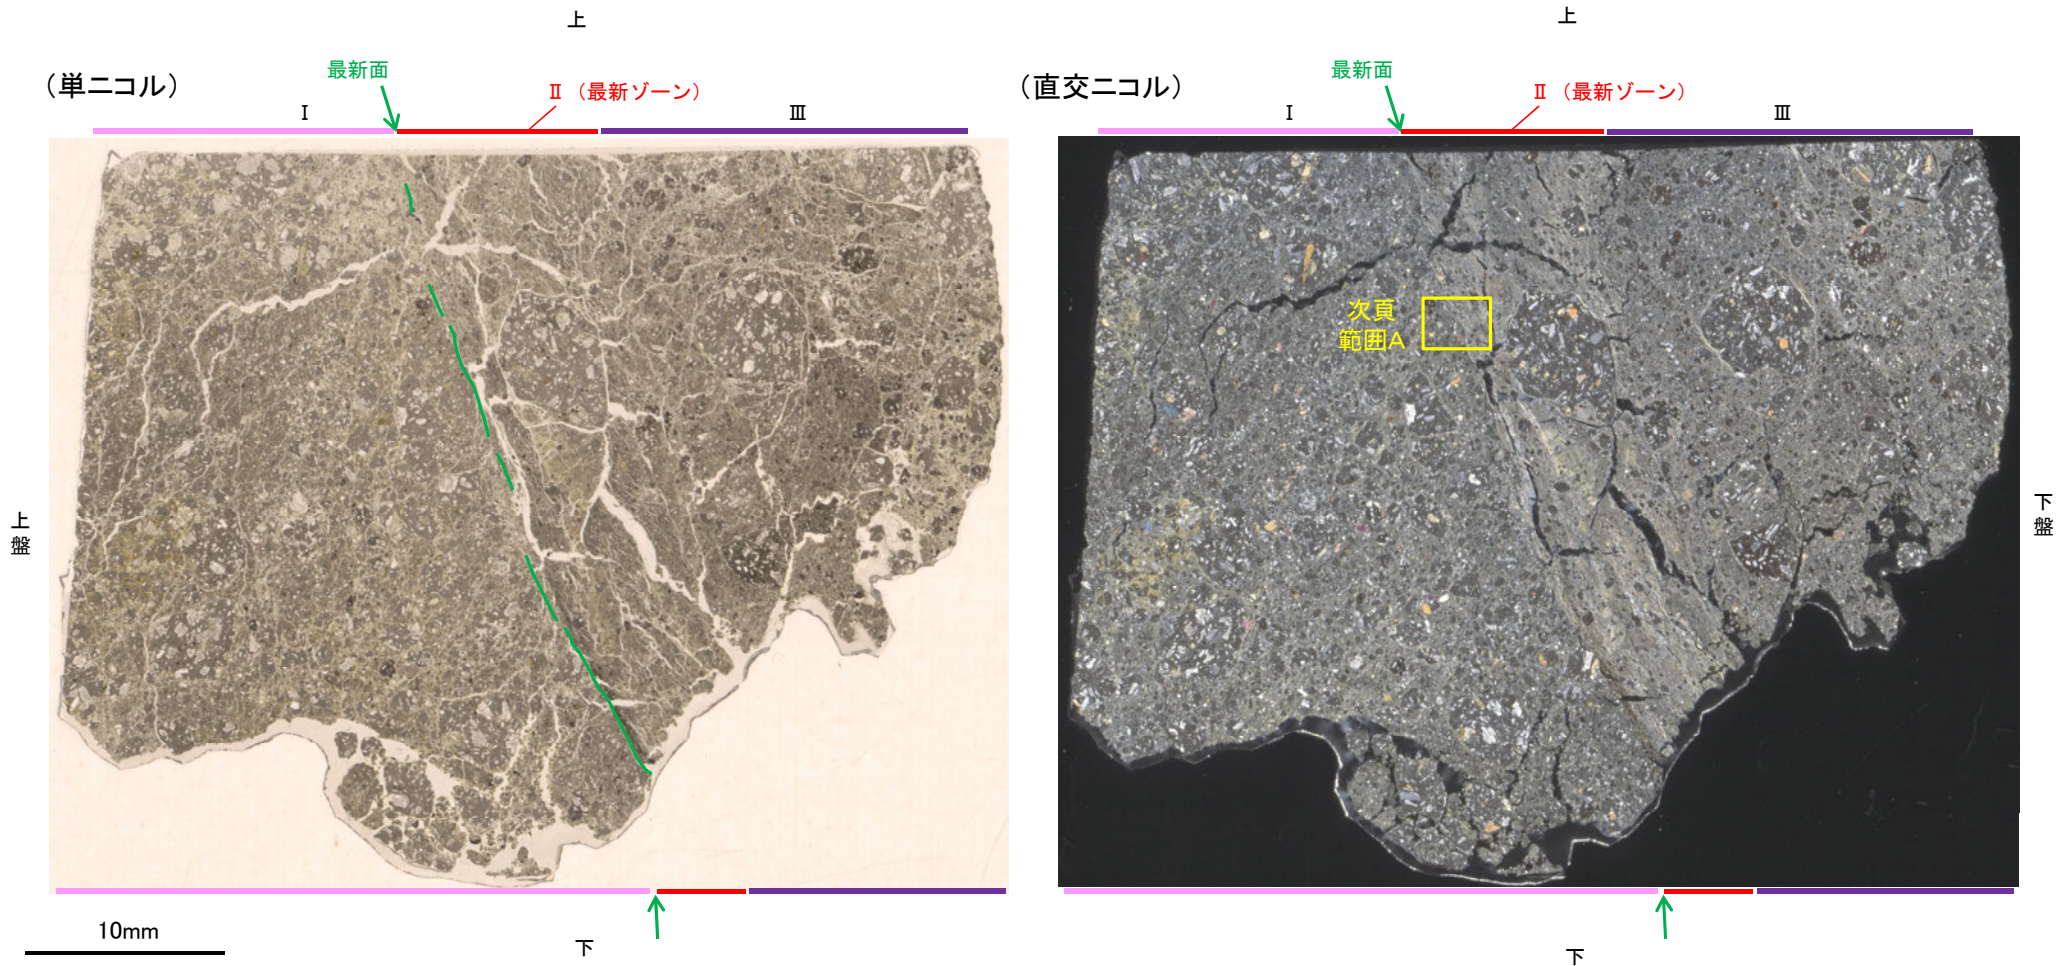 上
(単ニコル)
最新面
Ⅱ（最新ゾーン）
Ⅰ
Ⅲ
上盤
10mm
下
上
(直交ニコル)
最新面
Ⅱ（最新ゾーン）
Ⅰ
Ⅲ
次頁
範囲A
下盤
下